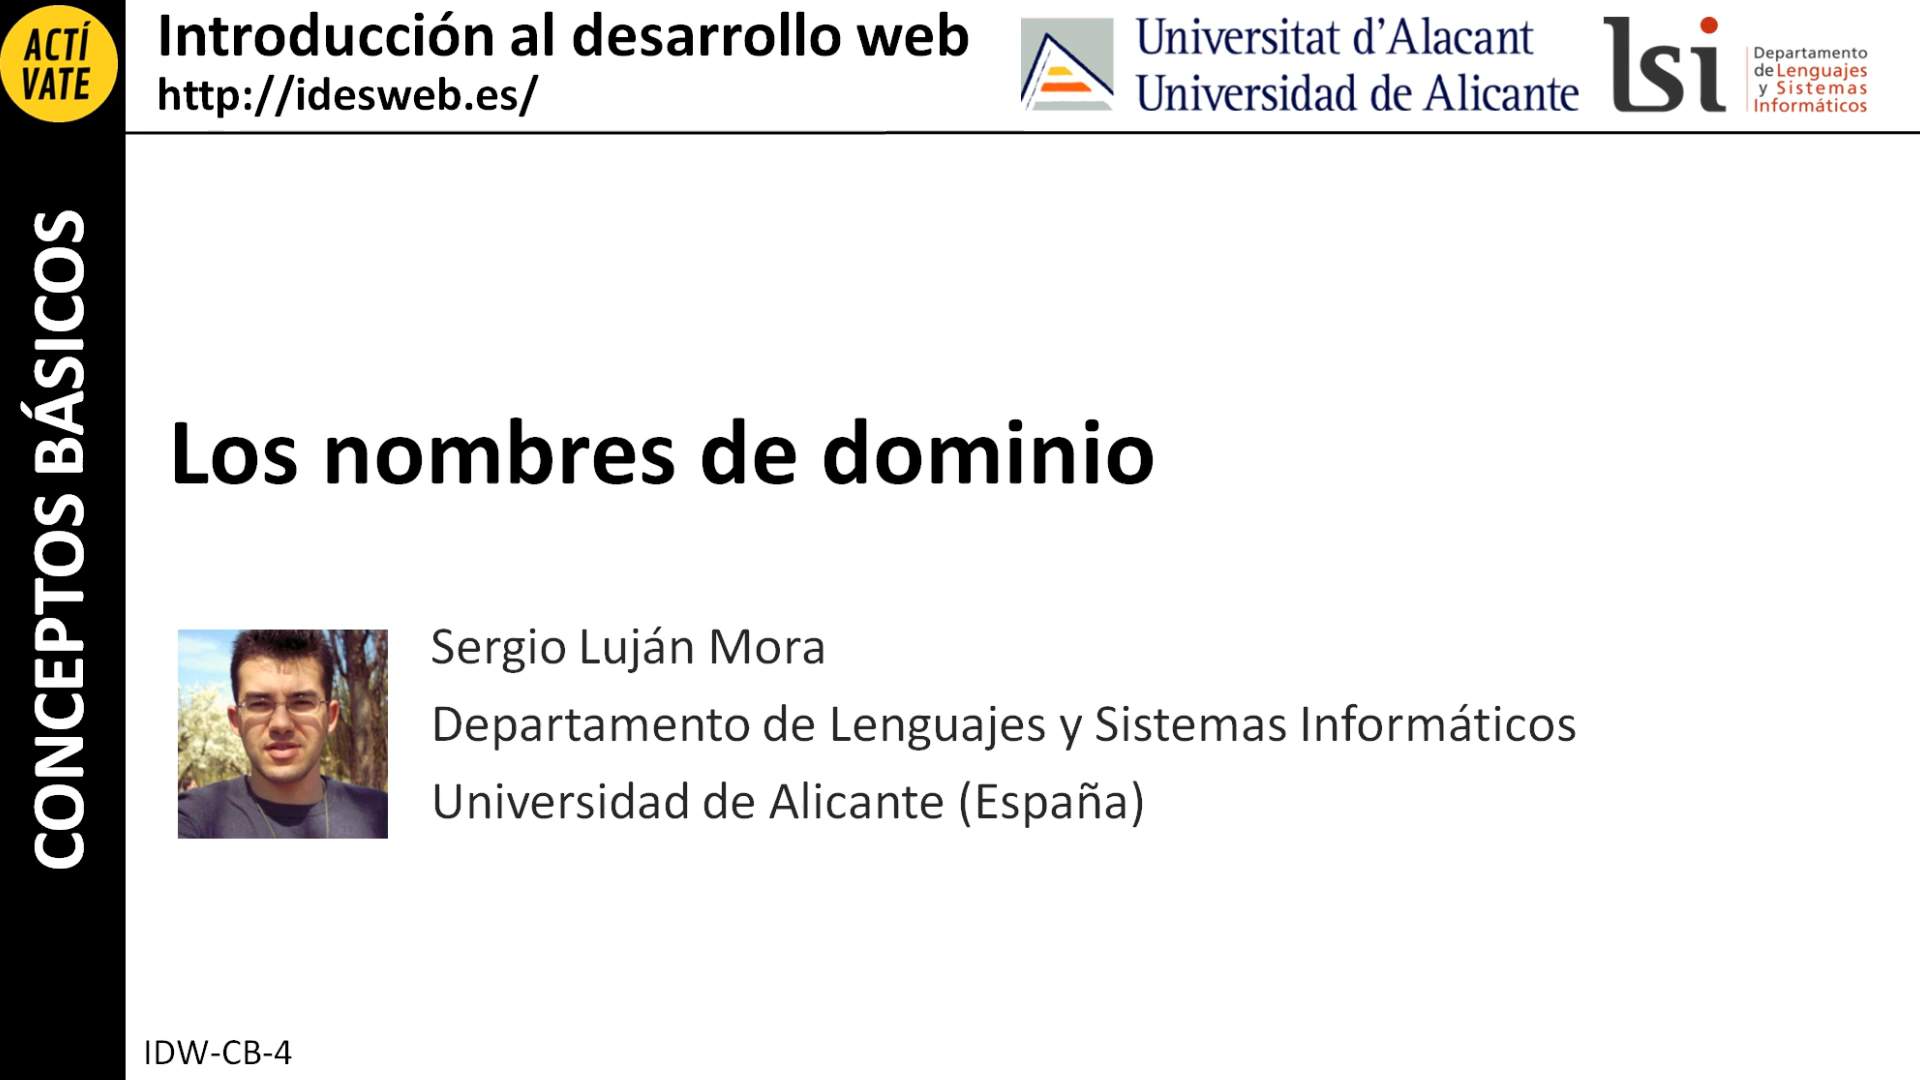 ACTÍ
VATE
Introducción al desarrollo web
http://idesweb.es/
Universitat d'Alacant
Universidad de Alicante
lsi
Departamento
de Lenguajes
y Sistemas
Informáticos
CONCEPTOS BÁSICOS
Los nombres de dominio
Sergio Luján Mora
Departamento de Lenguajes y Sistemas Informáticos
Universidad de Alicante (España)
IDW-CB-4